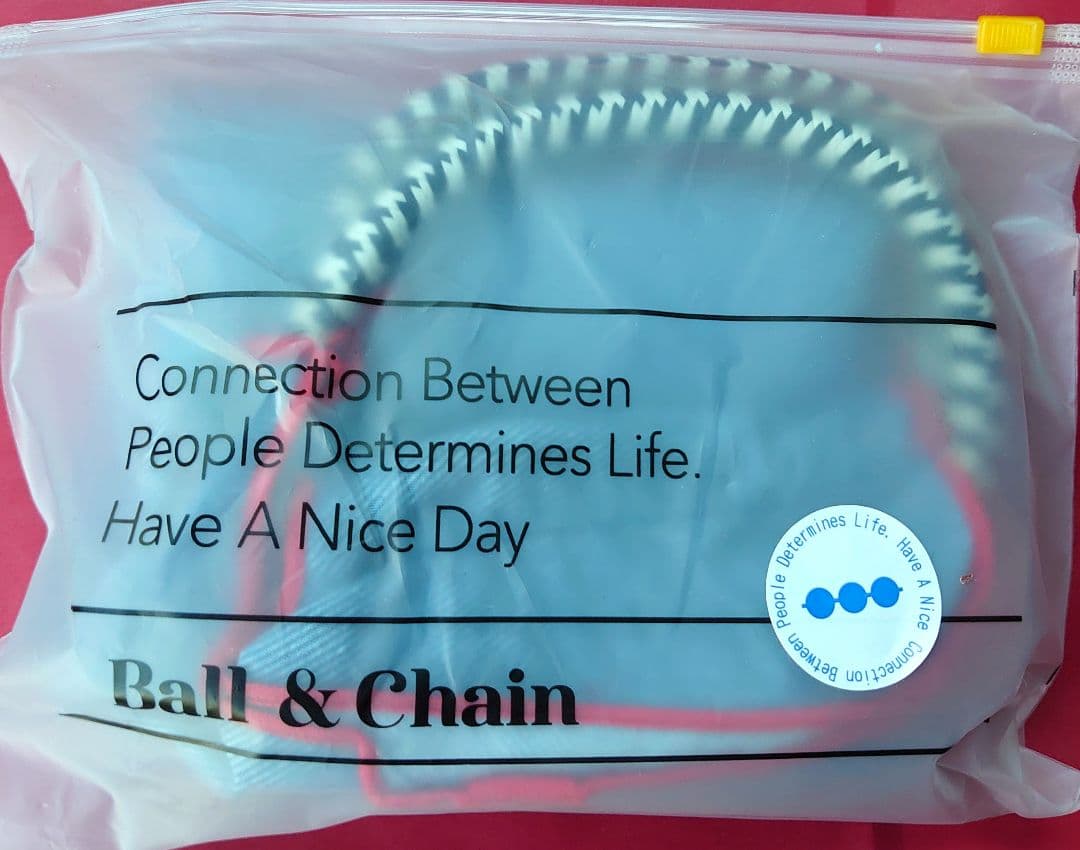 Connection Between
People Determines Life.
Have A Nice Day
Ball & Chain
Connection Between People Determines Life. Have A Nice